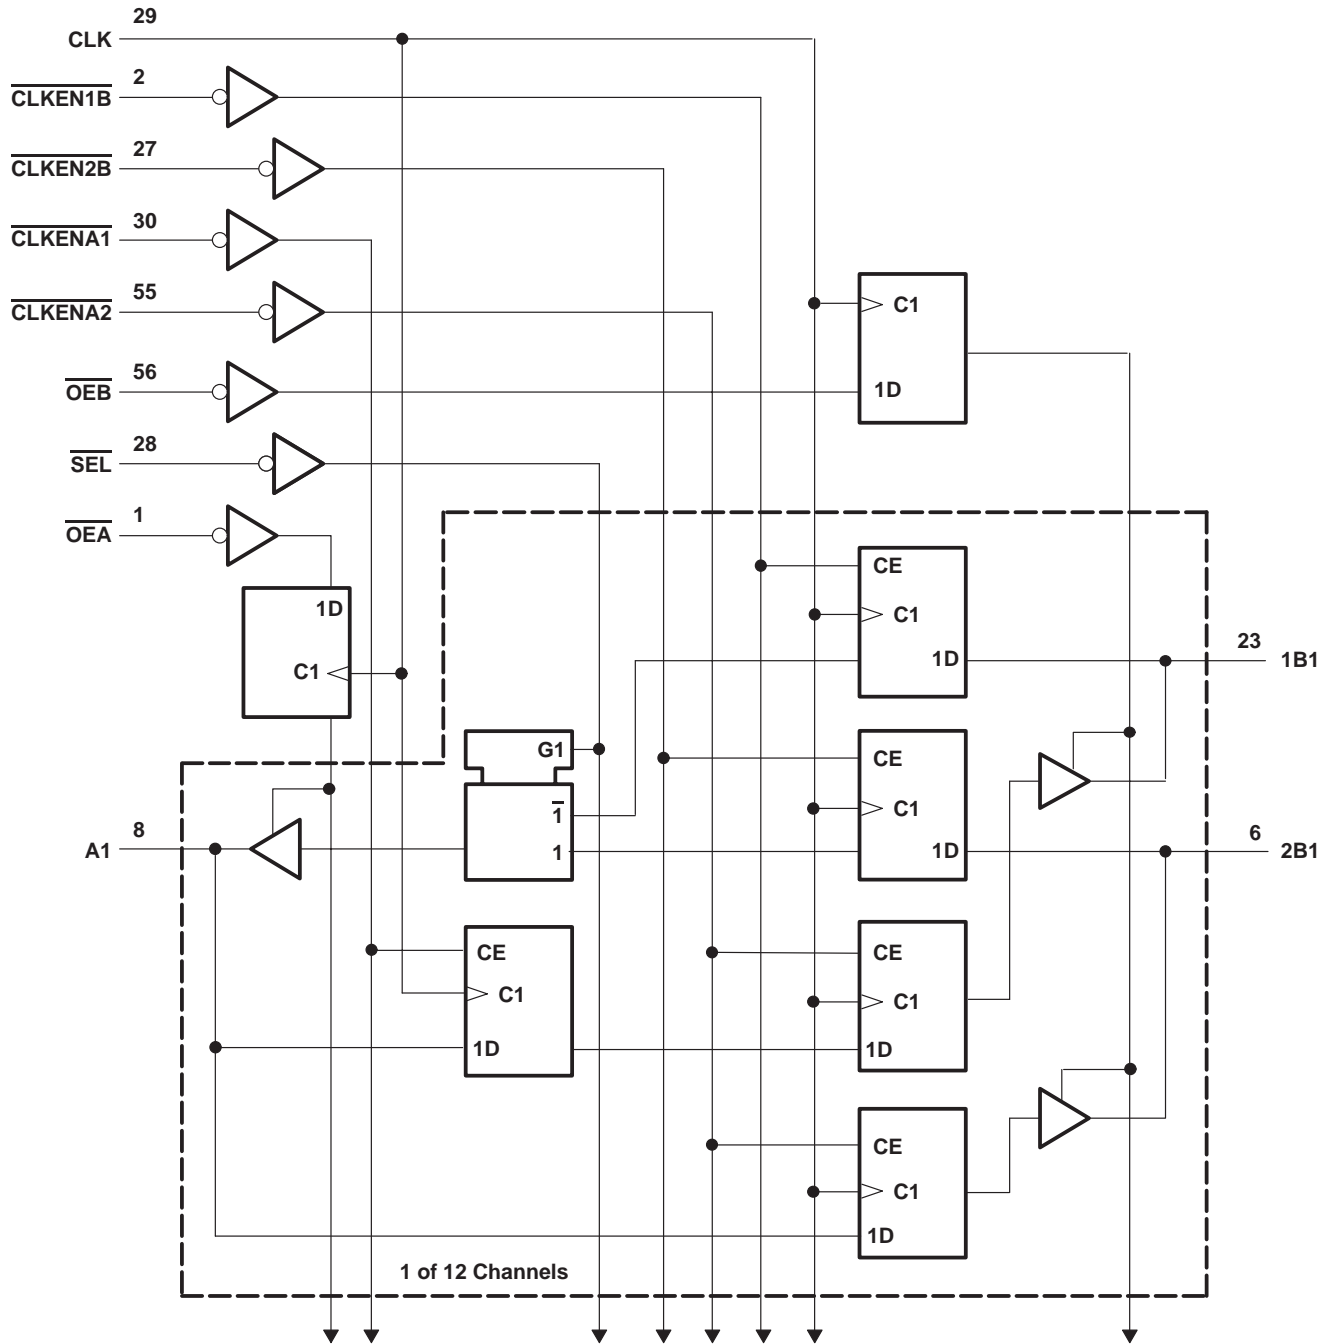 29
CLK
2
CLKEN1B
27
CLKEN2B
30
CLKENA1
55
CLKENA2
C1
56
OEB
1D
28
SEL
1
OEA
CE
1D
C1
23
1D
1B1
C1
G1
CE
1
C1
8
6
A1
1
1D
2B1
CE
CE
C1
C1
1D
1D
CE
C1
1D
1 of 12 Channels